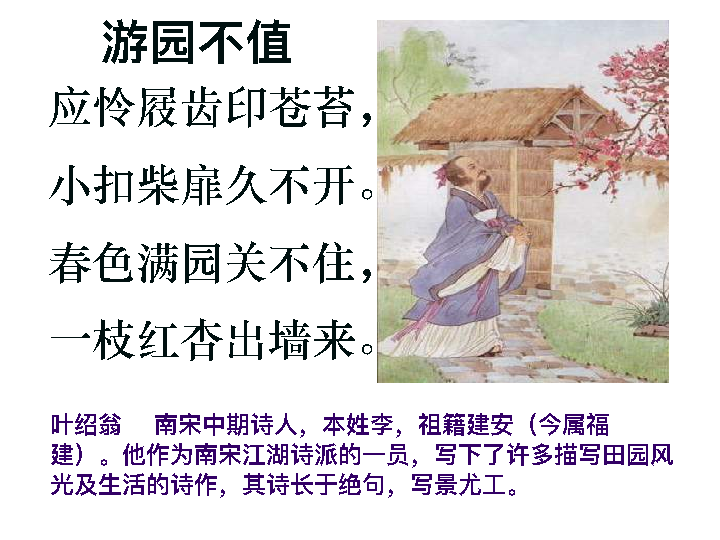 游园不值
应怜屐齿印苍苔，
小扣柴扉久不开。
春色满园关不住，
一枝红杏出墙来。
叶绍翁 南宋中期诗人，本姓李，祖籍建安（今属福
建）。他作为南宋江湖诗派的一员，写下了许多描写田园风
光及生活的诗作，其诗长于绝句，写景尤工。